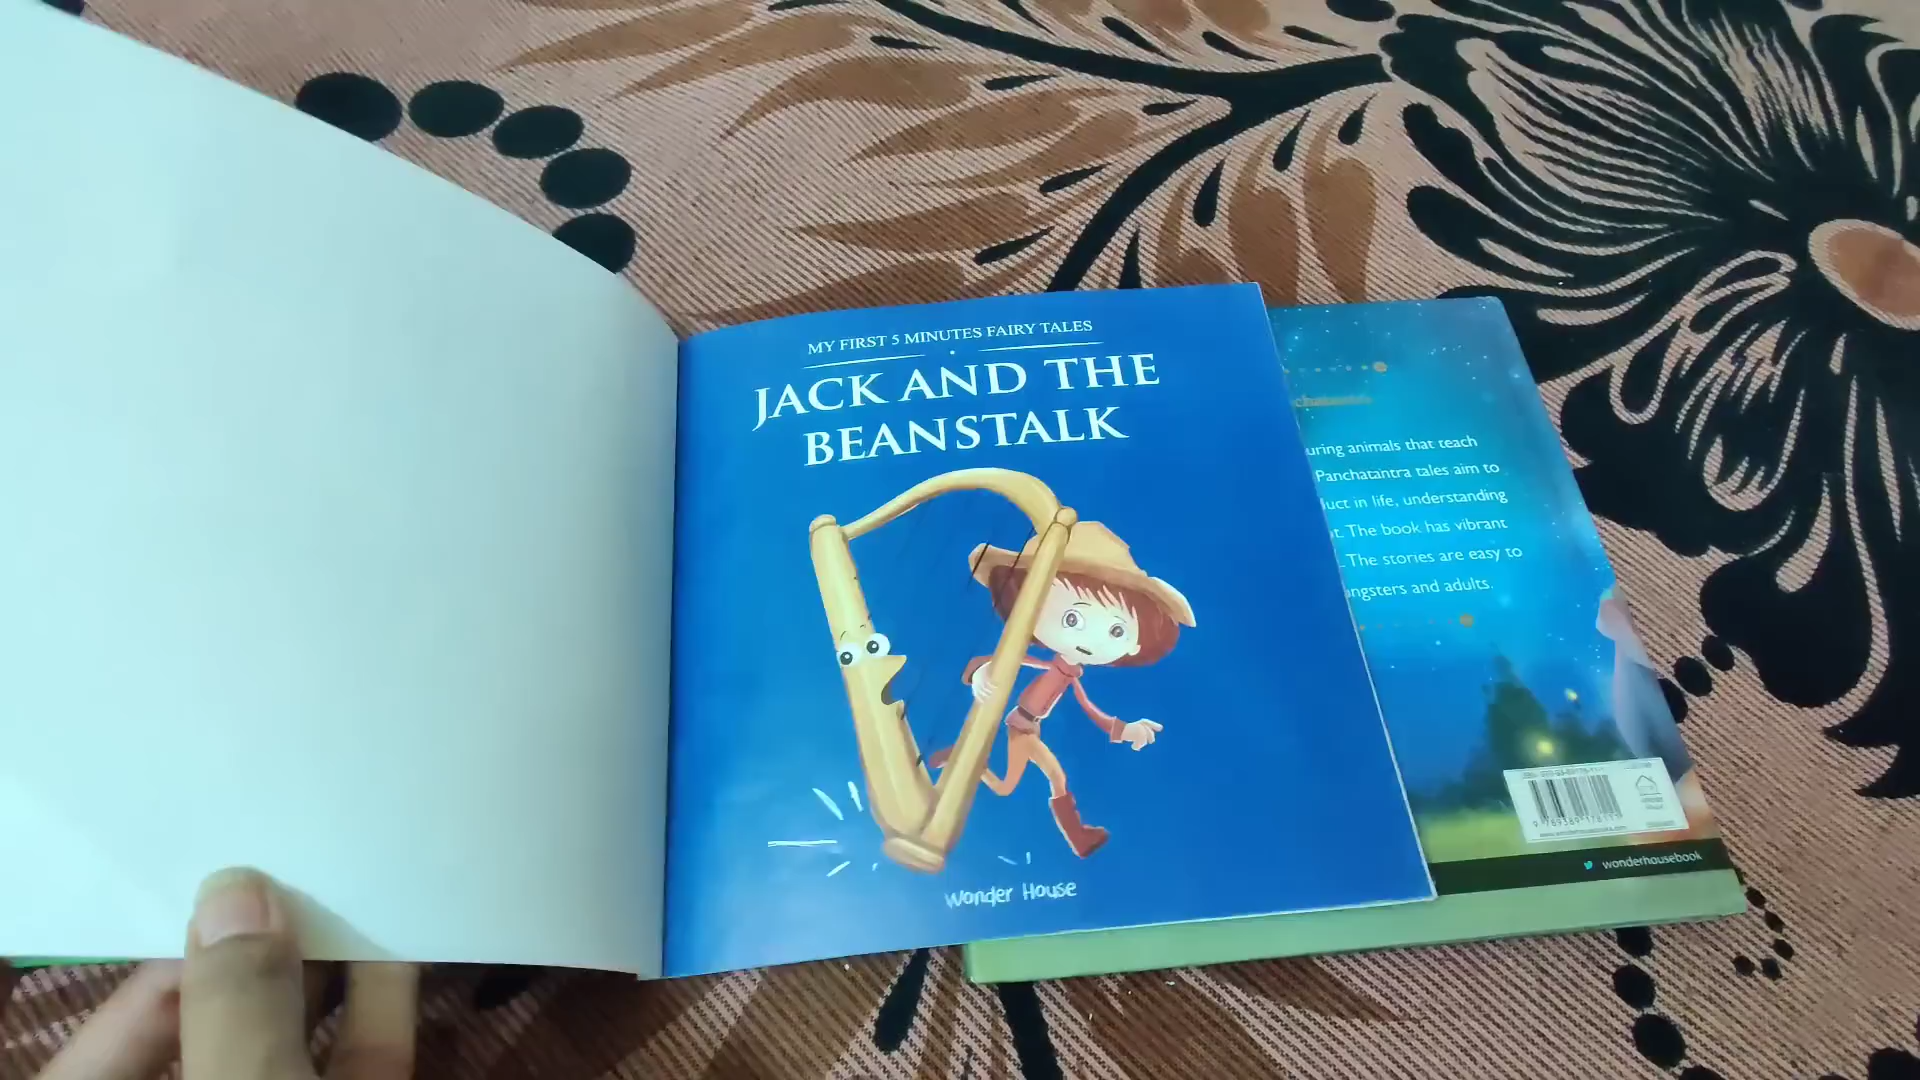 MY FIRST 5 MINUTES FAIRY TALES
JACK AND THE
BEANSTALK
Wonder House
uring animals that teach
Panchatantra tales aim to
duct in life, understanding
The book has vibrant
The stories are easy to
ngsters and adults.
wonderhousebook